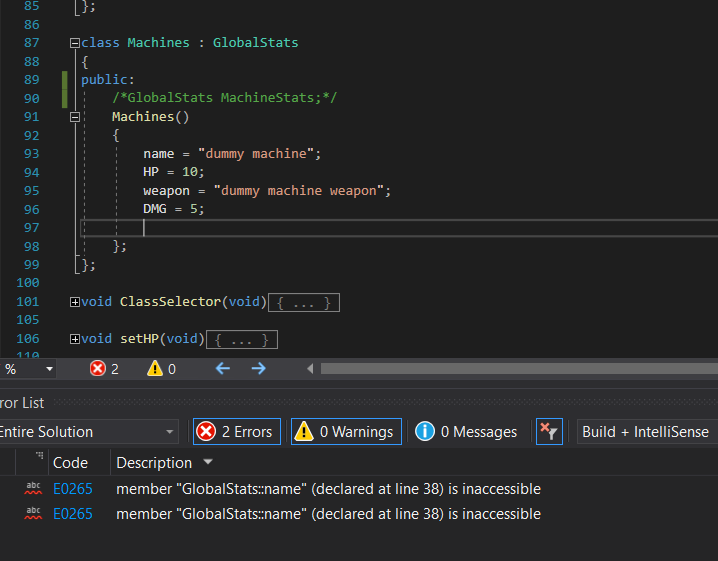 85 };
86
87 class Machines : GlobalStats
88 {
89 public:
90 /*GlobalStats MachineStats;*/
91 Machines()
92 {
93 name = "dummy machine";
94 HP = 10;
95 weapon = "dummy machine weapon";
96 DMG = 5;
97
98 };
99 };
100
101 void ClassSelector(void){ ... }
105
106 void setHP(void){ ... }
110
% 2 0
ror List
Entire Solution 2 Errors 0 Warnings 0 Messages Build + IntelliSense
Code Description
abc E0265 member "GlobalStats::name" (declared at line 38) is inaccessible
abc E0265 member "GlobalStats::name" (declared at line 38) is inaccessible